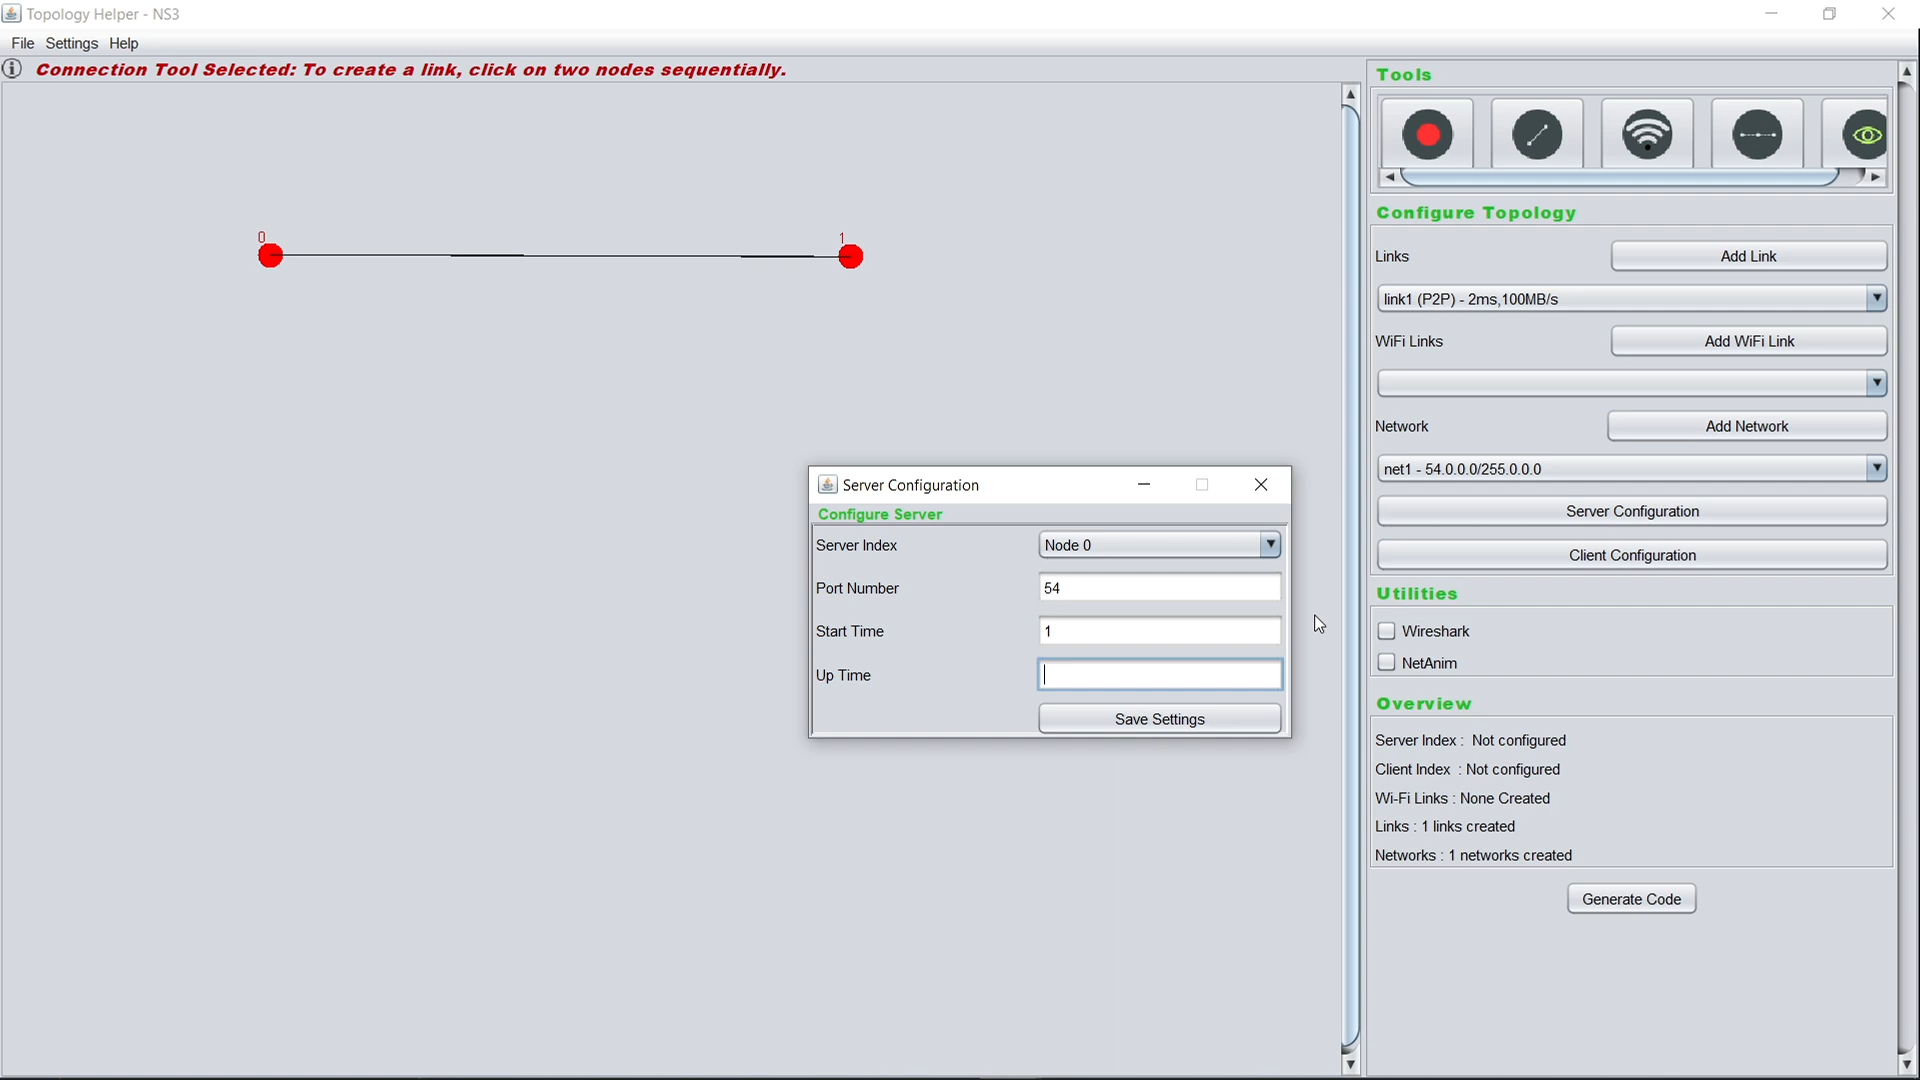 Topology Helper - NS3
File Settings Help
Connection Tool Selected: To create a link, click on two nodes sequentially.
0
1
Server Configuration
Configure Server
Server Index
Node 0
Port Number
54
Start Time
1
Up Time
Save Settings
Tools
Configure Topology
Links
Add Link
link1 (P2P) - 2ms,100MB/s
WiFi Links
Add WiFi Link
Network
Add Network
net1 - 54.0.0.0/255.0.0.0
Server Configuration
Client Configuration
Utilities
Wireshark
NetAnim
Overview
Server Index : Not configured
Client Index : Not configured
Wi-Fi Links : None Created
Links : 1 links created
Networks : 1 networks created
Generate Code